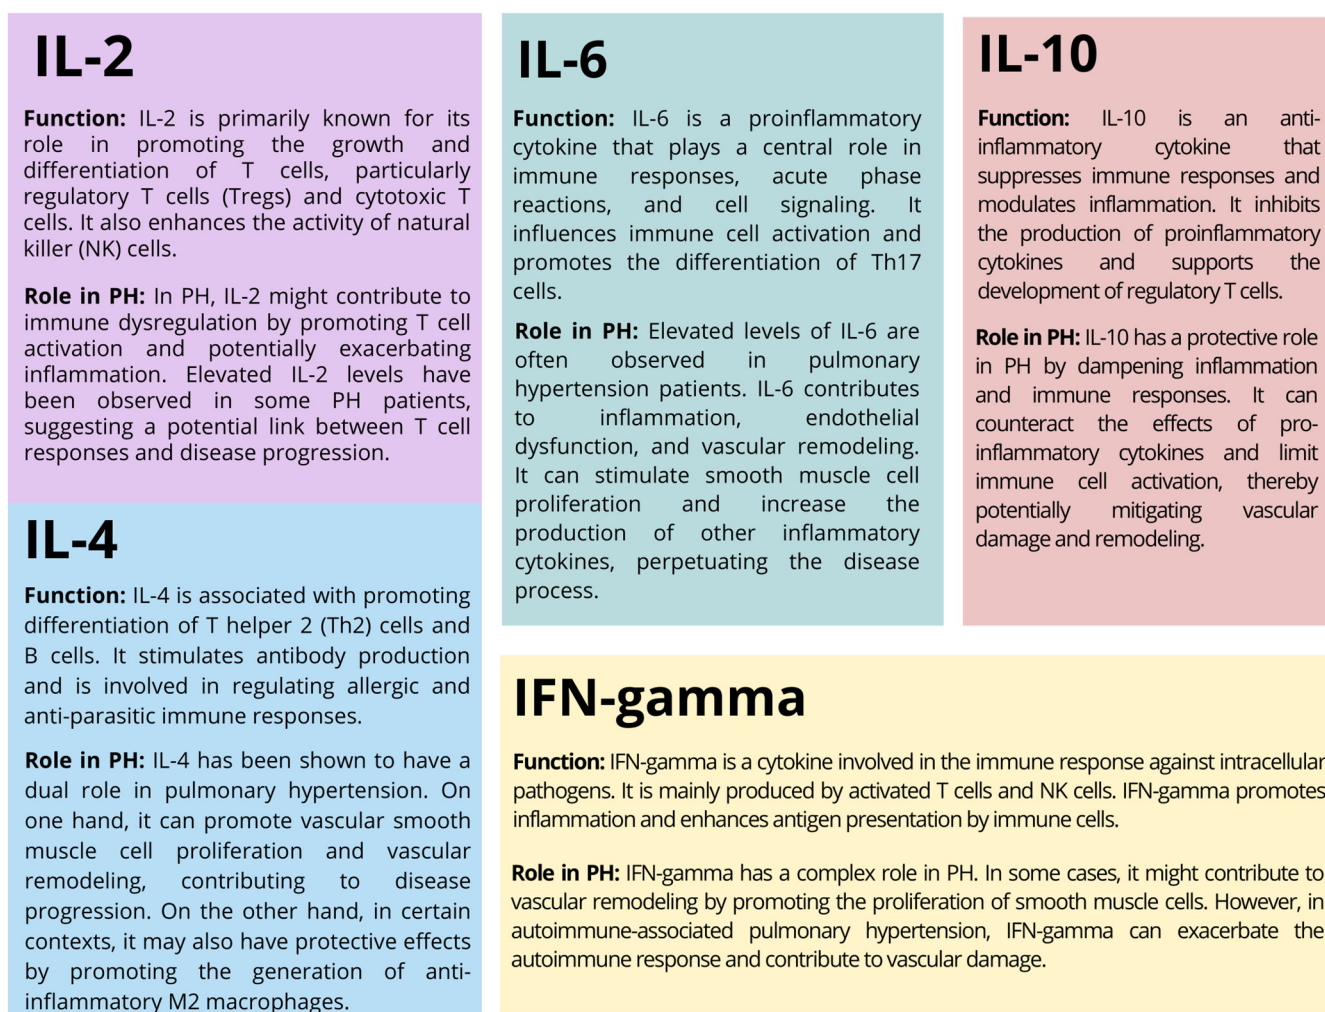 IL-2
Function: IL-2 is primarily known for its
role in promoting the growth and
differentiation of T cells, particularly
regulatory T cells (Tregs) and cytotoxic T
cells. It also enhances the activity of natural
killer (NK) cells.
Role in PH: In PH, IL-2 might contribute to
immune dysregulation by promoting T cell
activation and potentially exacerbating
inflammation. Elevated IL-2 levels have
been observed in some PH patients,
suggesting a potential link between T cell
responses and disease progression.
IL-4
Function: IL-4 is associated with promoting
differentiation of T helper 2 (Th2) cells and
B cells. It stimulates antibody production
and is involved in regulating allergic and
anti-parasitic immune responses.
Role in PH: IL-4 has been shown to have a
dual role in pulmonary hypertension. On
one hand, it can promote vascular smooth
muscle cell proliferation and vascular
remodeling, contributing to disease
progression. On the other hand, in certain
contexts, it may also have protective effects
by promoting the generation of anti-
inflammatory M2 macrophages.
IL-6
Function: IL-6 is a proinflammatory
cytokine that plays a central role in
immune responses, acute phase
reactions, and cell signaling. It
influences immune cell activation and
promotes the differentiation of Th17
cells.
Role in PH: Elevated levels of IL-6 are
often observed in pulmonary
hypertension patients. IL-6 contributes
to inflammation, endothelial
dysfunction, and vascular remodeling.
It can stimulate smooth muscle cell
proliferation and increase the
production of other inflammatory
cytokines, perpetuating the disease
process.
IL-10
Function: IL-10 is an anti-
inflammatory cytokine that
suppresses immune responses and
modulates inflammation. It inhibits
the production of proinflammatory
cytokines and supports the
development of regulatory T cells.
Role in PH: IL-10 has a protective role
in PH by dampening inflammation
and immune responses. It can
counteract the effects of pro-
inflammatory cytokines and limit
immune cell activation, thereby
potentially mitigating vascular
damage and remodeling.
IFN-gamma
Function: IFN-gamma is a cytokine involved in the immune response against intracellular
pathogens. It is mainly produced by activated T cells and NK cells. IFN-gamma promotes
inflammation and enhances antigen presentation by immune cells.
Role in PH: IFN-gamma has a complex role in PH. In some cases, it might contribute to
vascular remodeling by promoting the proliferation of smooth muscle cells. However, in
autoimmune-associated pulmonary hypertension, IFN-gamma can exacerbate the
autoimmune response and contribute to vascular damage.